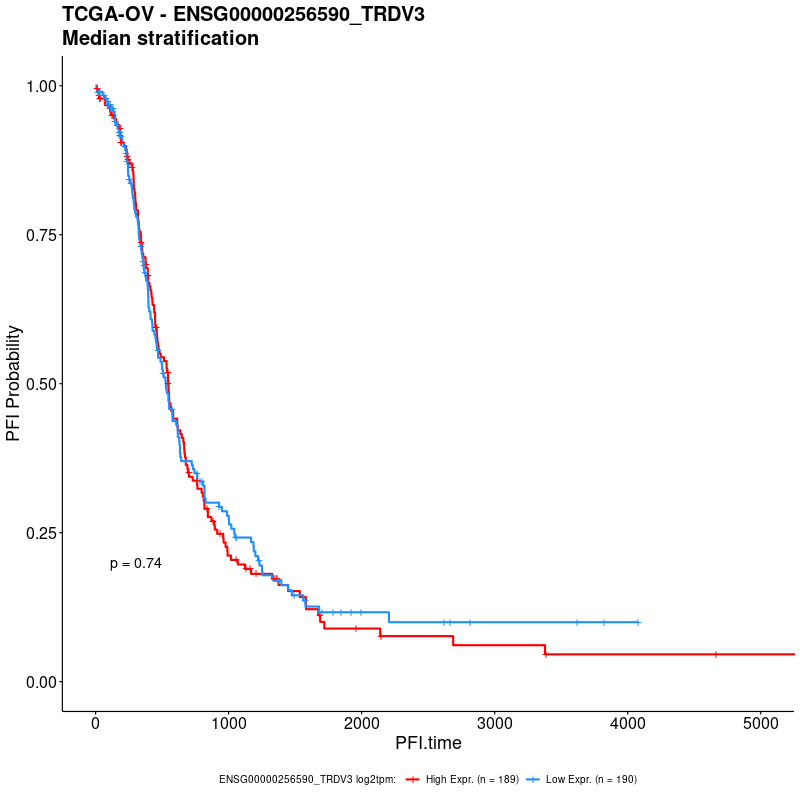 TCGA-OV - ENSG00000256590_TRDV3
Median stratification
1.00
0.75
0.50
0.25
0.00
PFI Probability
p = 0.74
0
1000
2000
3000
4000
5000
PFI.time
ENSG00000256590_TRDV3 log2tpm: High Expr. (n = 189) Low Expr. (n = 190)